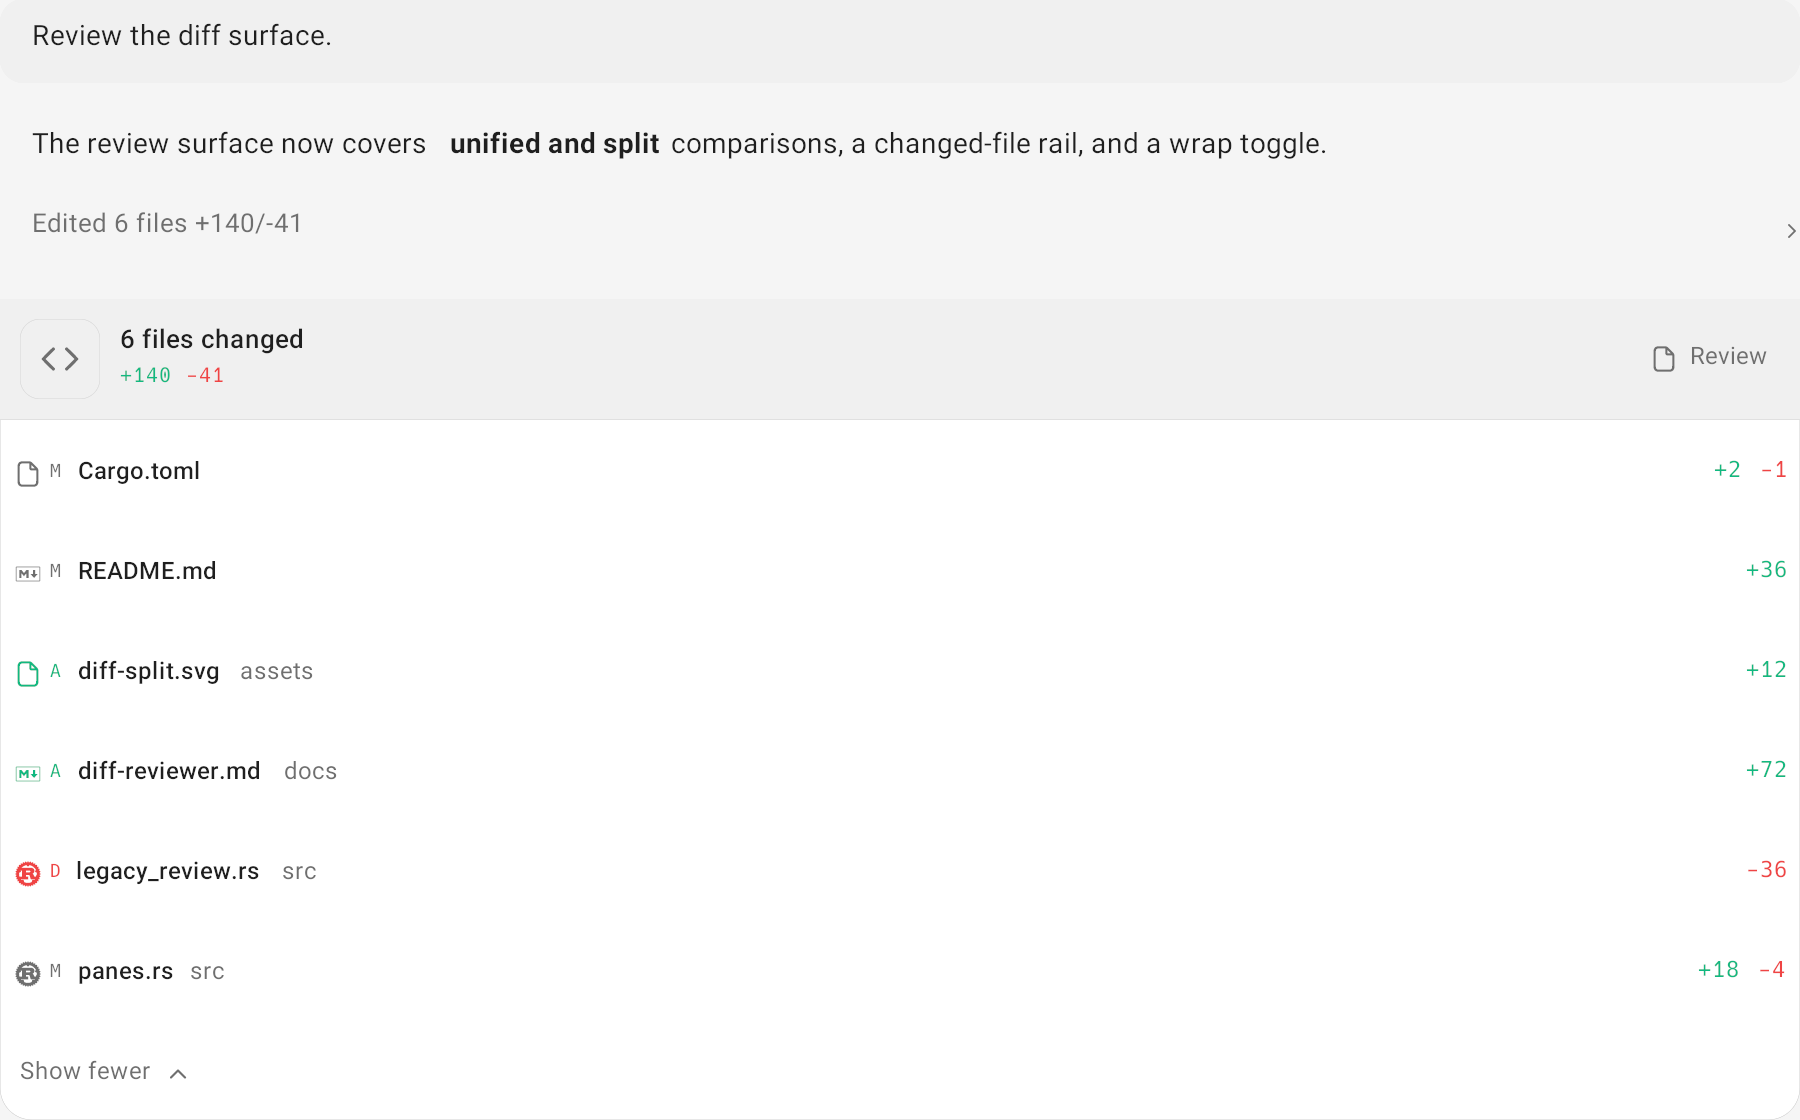 Review the diff surface.
The review surface now covers unified and split comparisons, a changed-file rail, and a wrap toggle.
Edited 6 files +140/-41
6 files changed
+140 -41
Review
M Cargo.toml +2 -1
M README.md +36
A diff-split.svg assets +12
A diff-reviewer.md docs +72
D legacy_review.rs src -36
M panes.rs src +18 -4
Show fewer